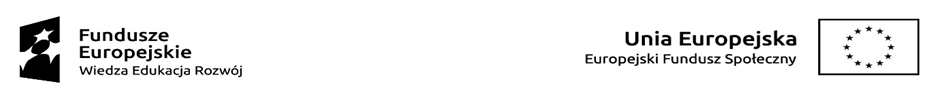 Fundusze
Europejskie
Wiedza Edukacja Rozwój
Unia Europejska
Europejski Fundusz Społeczny